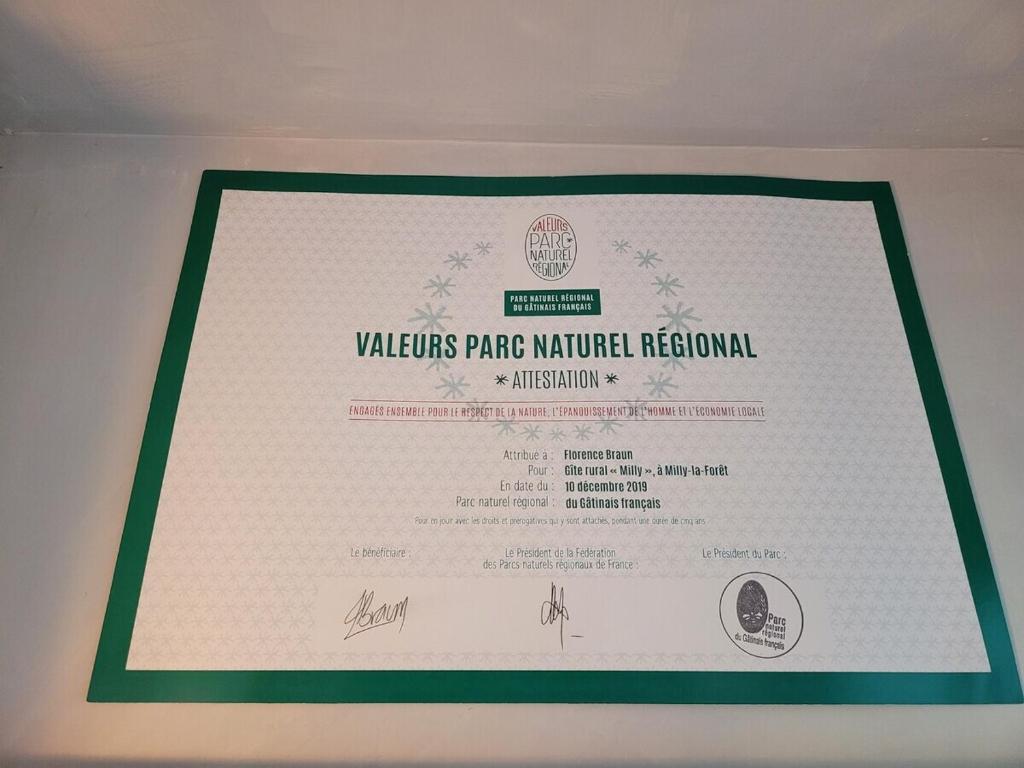 VALEURS
PARC
NATUREL
RÉGIONAL
PARC NATUREL RÉGIONAL
DU GÂTINAIS FRANÇAIS
VALEURS PARC NATUREL RÉGIONAL
ATTESTATION
ENGAGÉS ENSEMBLE POUR LE RESPECT DE LA NATURE, L'ÉPANOUISSEMENT DE L'HOMME ET L'ÉCONOMIE LOCALE
Attribué à : Florence Braun
Pour : Gîte rural « Milly », à Milly-la-Forêt
En date du : 10 décembre 2019
Parc naturel régional : du Gâtinais français
Pour en jouir avec les droits et prérogatives qui y sont attachés, pendant une durée de cinq ans
Le bénéficiaire :
Le Président de la Fédération
des Parcs naturels régionaux de France :
Le Président du Parc :
JBraun
Parc
naturel
régional
du Gâtinais français